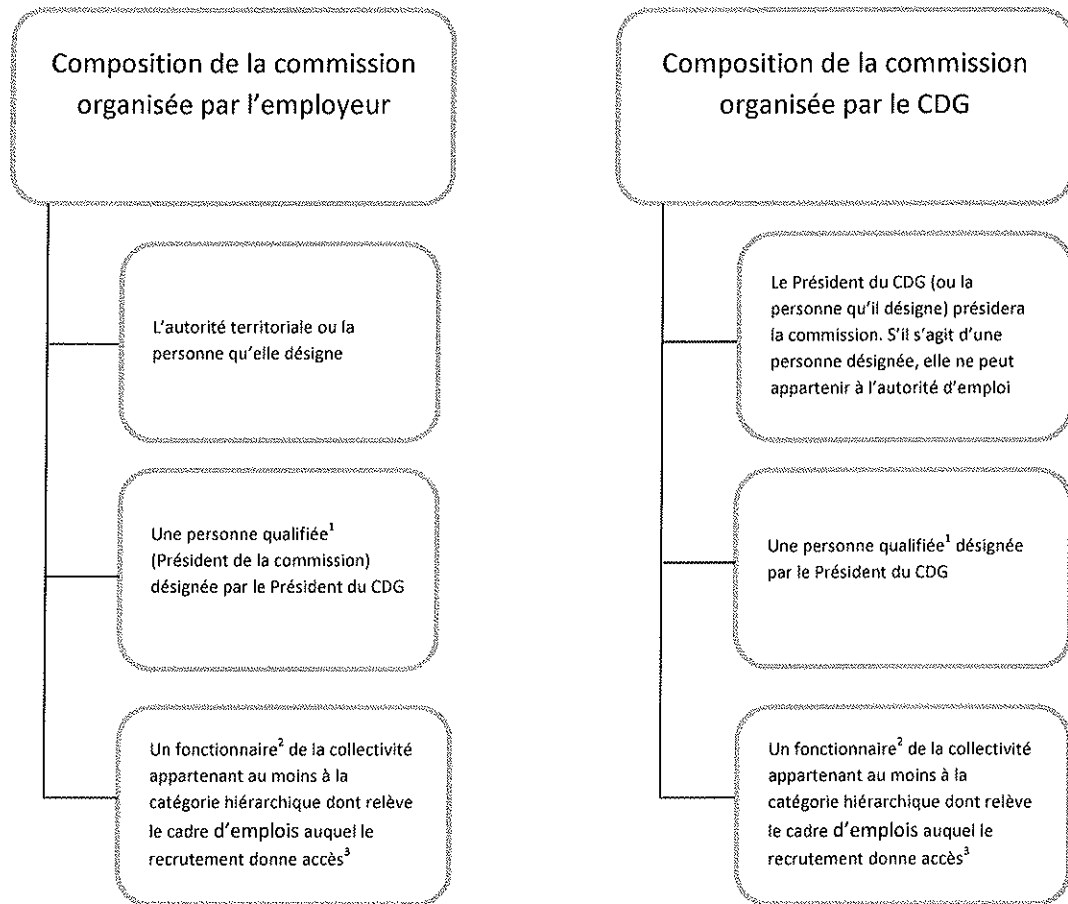 Composition de la commission
organisée par l'employeur
L'autorité territoriale ou la
personne qu'elle désigne
Une personne qualifiée¹
(Président de la commission)
désignée par le Président du CDG
Un fonctionnaire² de la collectivité
appartenant au moins à la
catégorie hiérarchique dont relève
le cadre d'emplois auquel le
recrutement donne accès³
Composition de la commission
organisée par le CDG
Le Président du CDG (ou la
personne qu'il désigne) présidera
la commission. S'il s'agit d'une
personne désignée, elle ne peut
appartenir à l'autorité d'emploi
Une personne qualifiée¹ désignée
par le Président du CDG
Un fonctionnaire² de la collectivité
appartenant au moins à la
catégorie hiérarchique dont relève
le cadre d'emplois auquel le
recrutement donne accès³